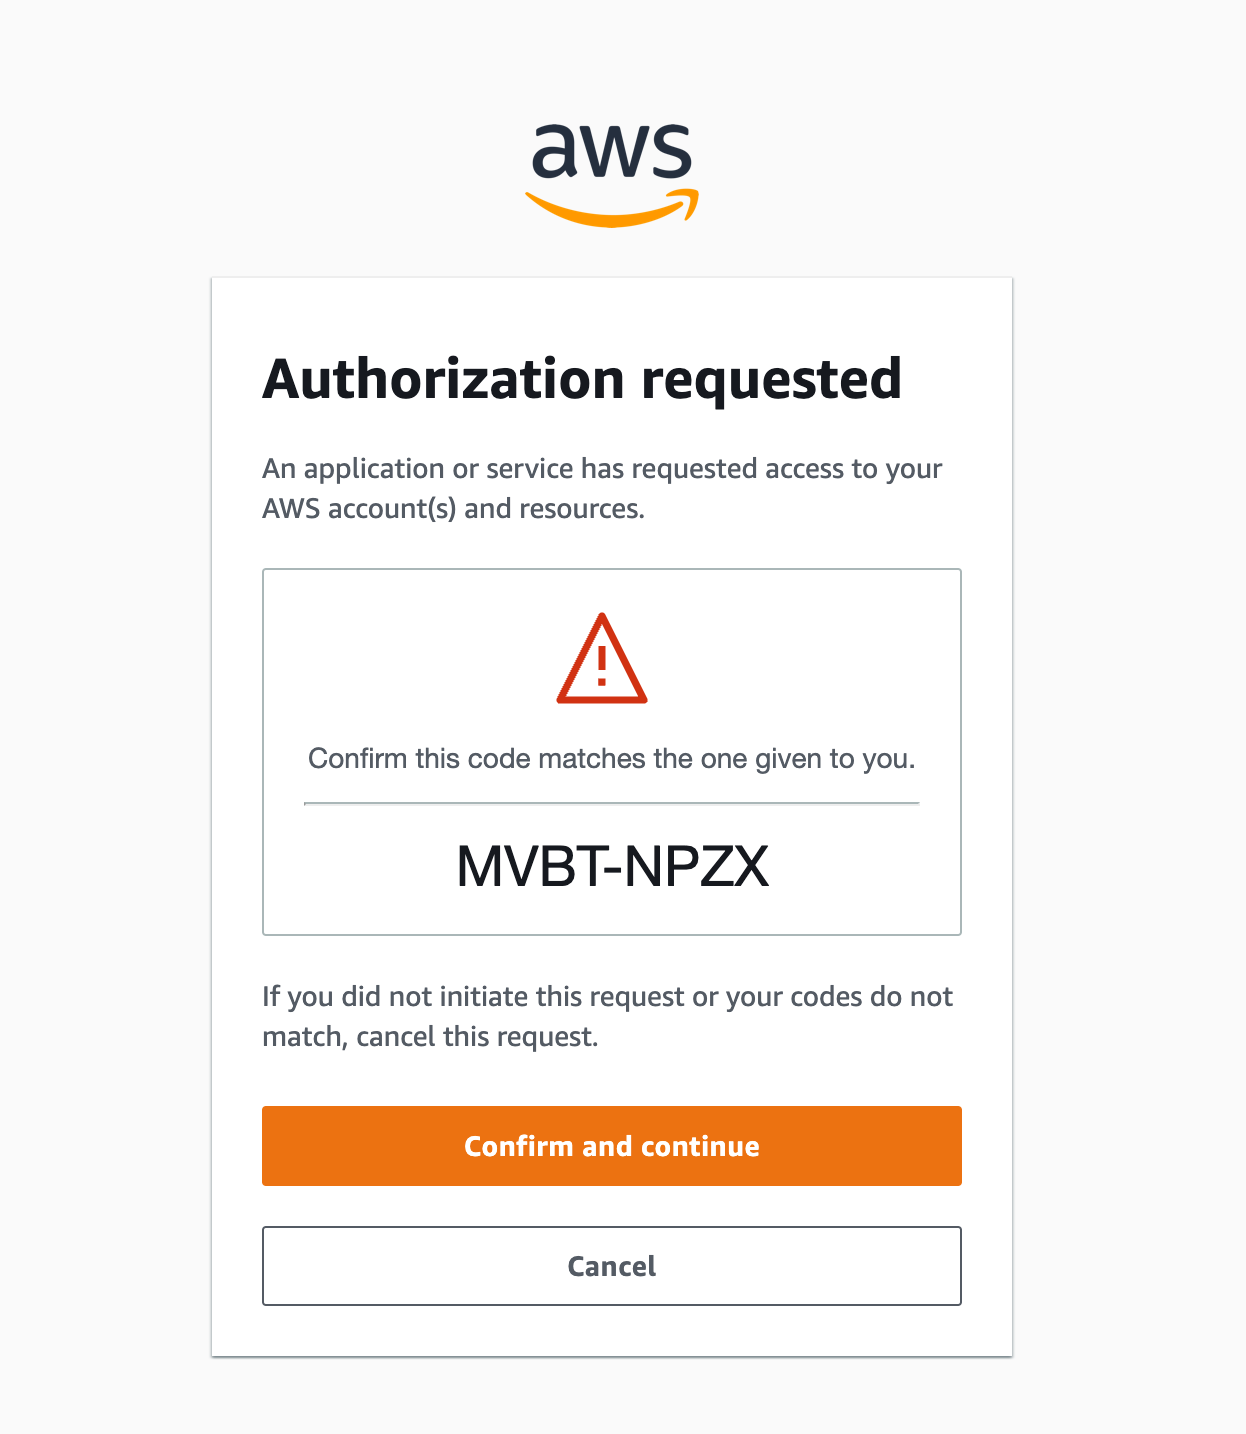 aws
Authorization requested
An application or service has requested access to your
AWS account(s) and resources.
Confirm this code matches the one given to you.
MVBT-NPZX
If you did not initiate this request or your codes do not
match, cancel this request.
Confirm and continue
Cancel